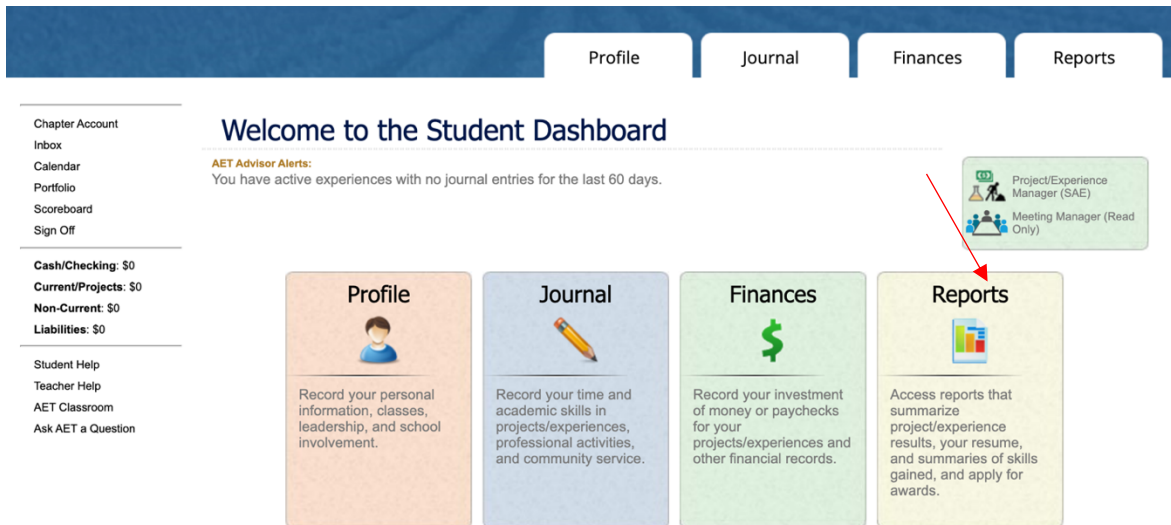 Profile
Journal
Finances
Reports
Chapter Account
Inbox
Calendar
Portfolio
Scoreboard
Sign Off
Cash/Checking: $0
Current/Projects: $0
Non-Current: $0
Liabilities: $0
Student Help
Teacher Help
AET Classroom
Ask AET a Question
Welcome to the Student Dashboard
AET Advisor Alerts:
You have active experiences with no journal entries for the last 60 days.
Project/Experience
Manager (SAE)
Meeting Manager (Read
Only)
Profile
Record your personal
information, classes,
leadership, and school
involvement.
Journal
Record your time and
academic skills in
projects/experiences,
professional activities,
and community service.
Finances
Record your investment
of money or paychecks
for your
projects/experiences and
other financial records.
Reports
Access reports that
summarize
project/experience
results, your resume,
and summaries of skills
gained, and apply for
awards.